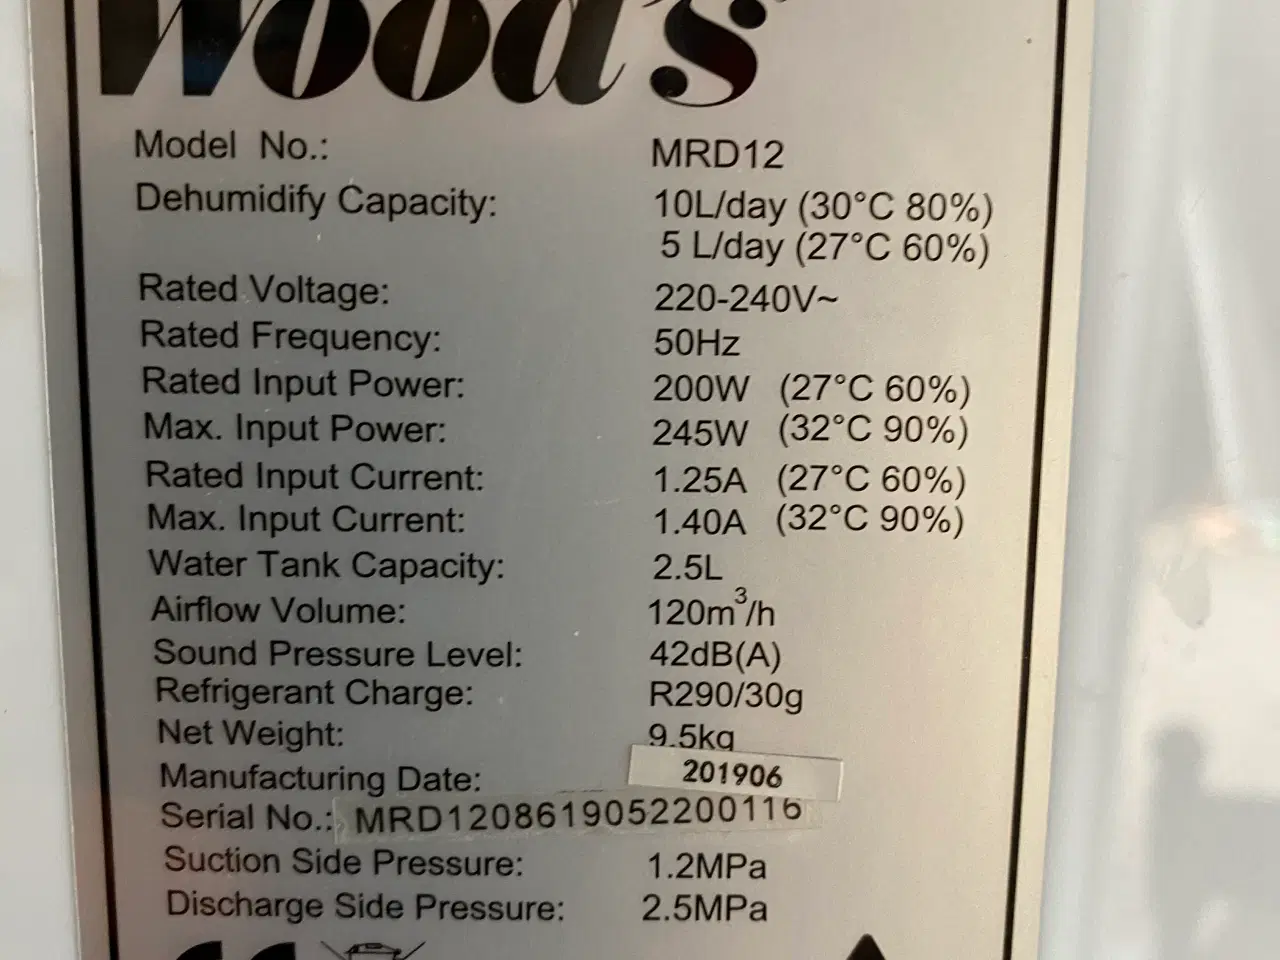 Wood's
Model No.: MRD12
Dehumidify Capacity: 10L/day (30°C 80%)
5 L/day (27°C 60%)
Rated Voltage: 220-240V~
Rated Frequency: 50Hz
Rated Input Power: 200W (27°C 60%)
Max. Input Power: 245W (32°C 90%)
Rated Input Current: 1.25A (27°C 60%)
Max. Input Current: 1.40A (32°C 90%)
Water Tank Capacity: 2.5L
Airflow Volume: 120m³/h
Sound Pressure Level: 42dB(A)
Refrigerant Charge: R290/30g
Net Weight: 9.5kg
Manufacturing Date: 201906
Serial No.: MRD1208619052200116
Suction Side Pressure: 1.2MPa
Discharge Side Pressure: 2.5MPa